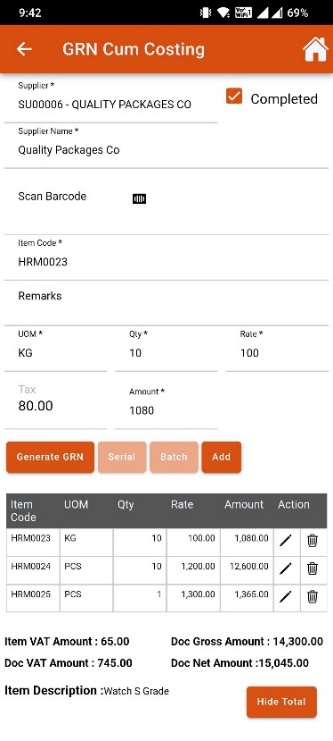 9:42 69%
GRN Cum Costing
Supplier *
SU00006 - QUALITY PACKAGES CO
Completed
Supplier Name *
Quality Packages Co
Scan Barcode
Item Code *
HRM0023
Remarks
UOM * Qty * Rate *
KG 10 100
Tax Amount *
80.00 1080
Generate GRN Serial Batch Add
Item Code UOM Qty Rate Amount Action
HRM0023 KG 10 100.00 1,080.00
HRM0024 PCS 10 1,200.00 12,600.00
HRM0025 PCS 1 1,300.00 1,365.00
Item VAT Amount : 65.00 Doc Gross Amount : 14,300.00
Doc VAT Amount : 745.00 Doc Net Amount :15,045.00
Item Description :Watch S Grade
Hide Total